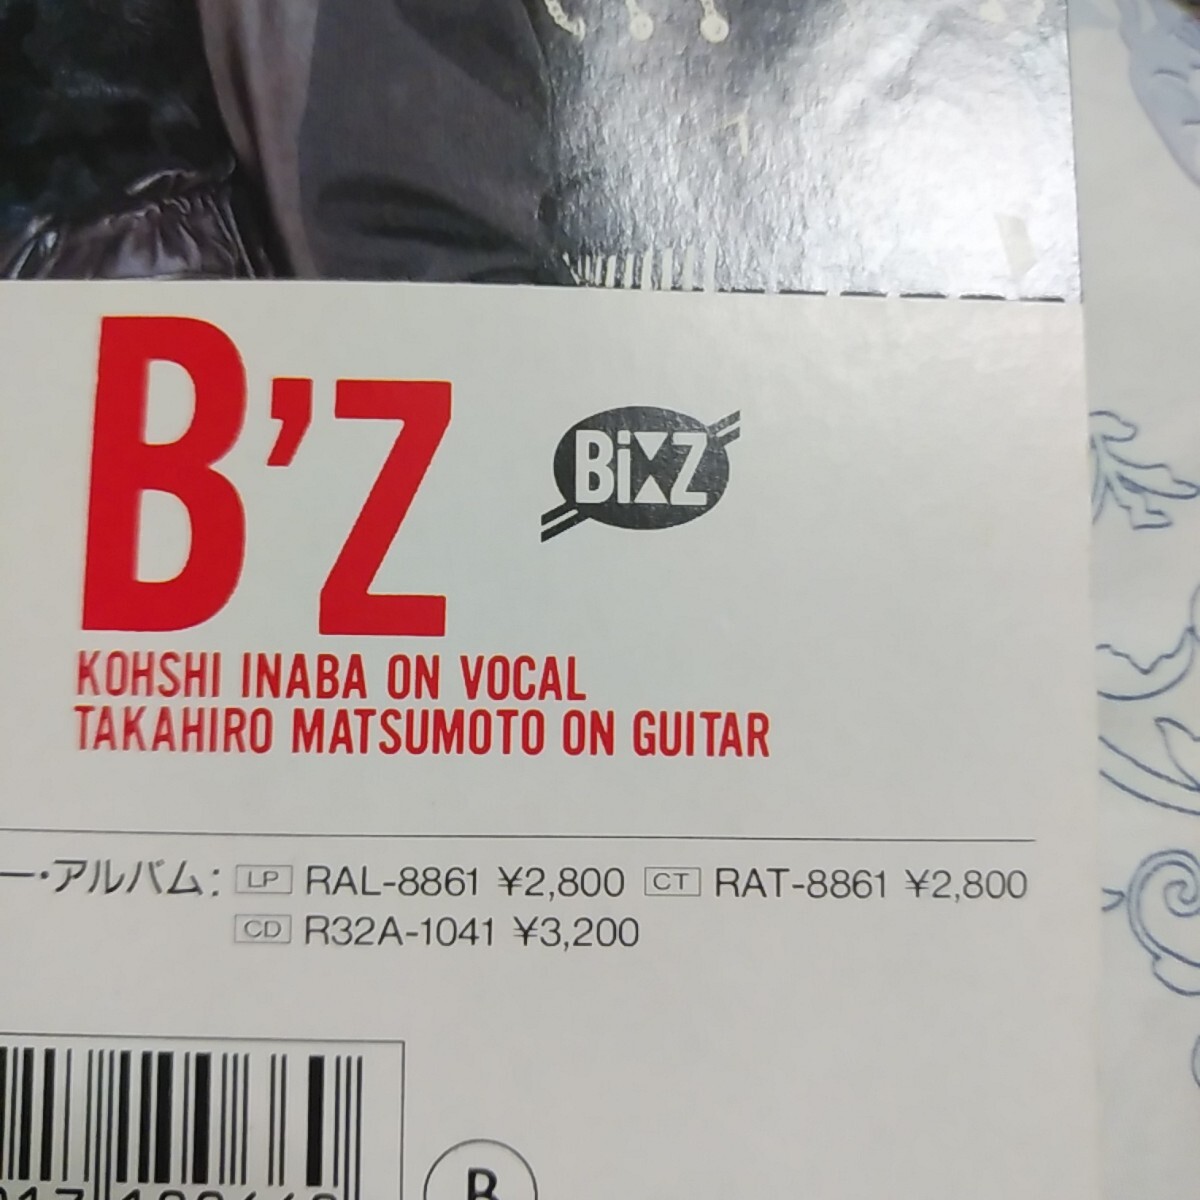 B'Z
BiZ
KOHSHI INABA ON VOCAL
TAKAHIRO MATSUMOTO ON GUITAR
ー・アルバム: LP RAL-8861 ¥2,800 CT RAT-8861 ¥2,800
CD R32A-1041 ¥3,200
B